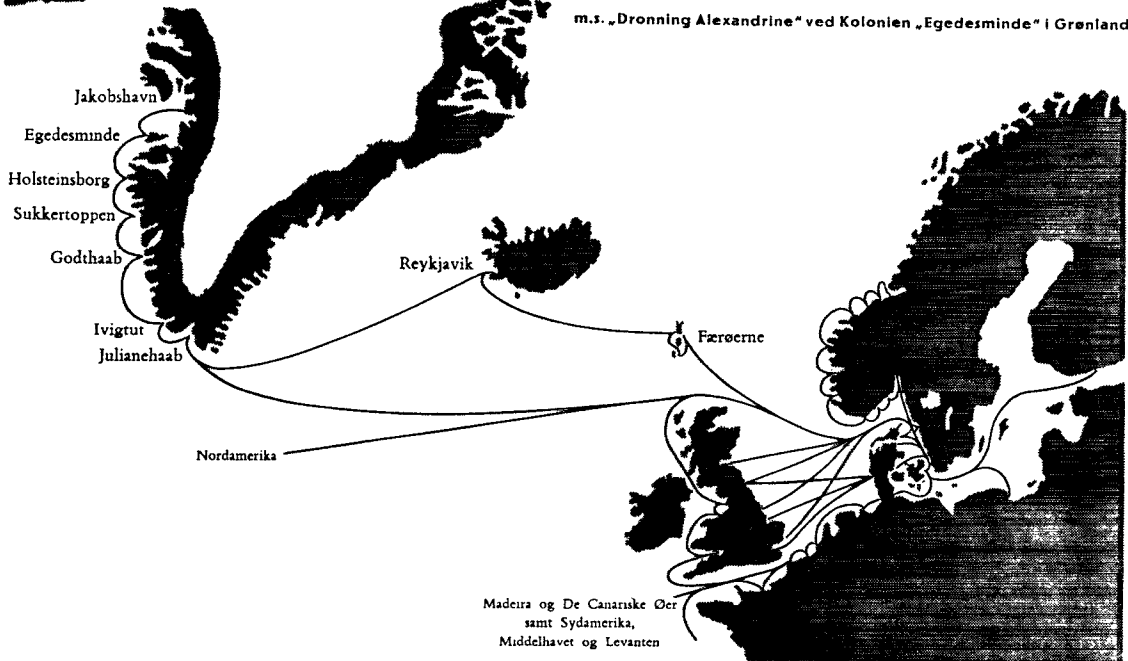 m.s. „Dronning Alexandrine“ ved Kolonien „Egedesminde“ i Grønland
Jakobshavn
Egedesminde
Holsteinsborg
Sukkertoppen
Godthaab
Reykjavik
Ivigtut
Julianehaab
Færøerne
Nordamerika
Madeira og De Canariske Øer
samt Sydamerika,
Middelhavet og Levanten